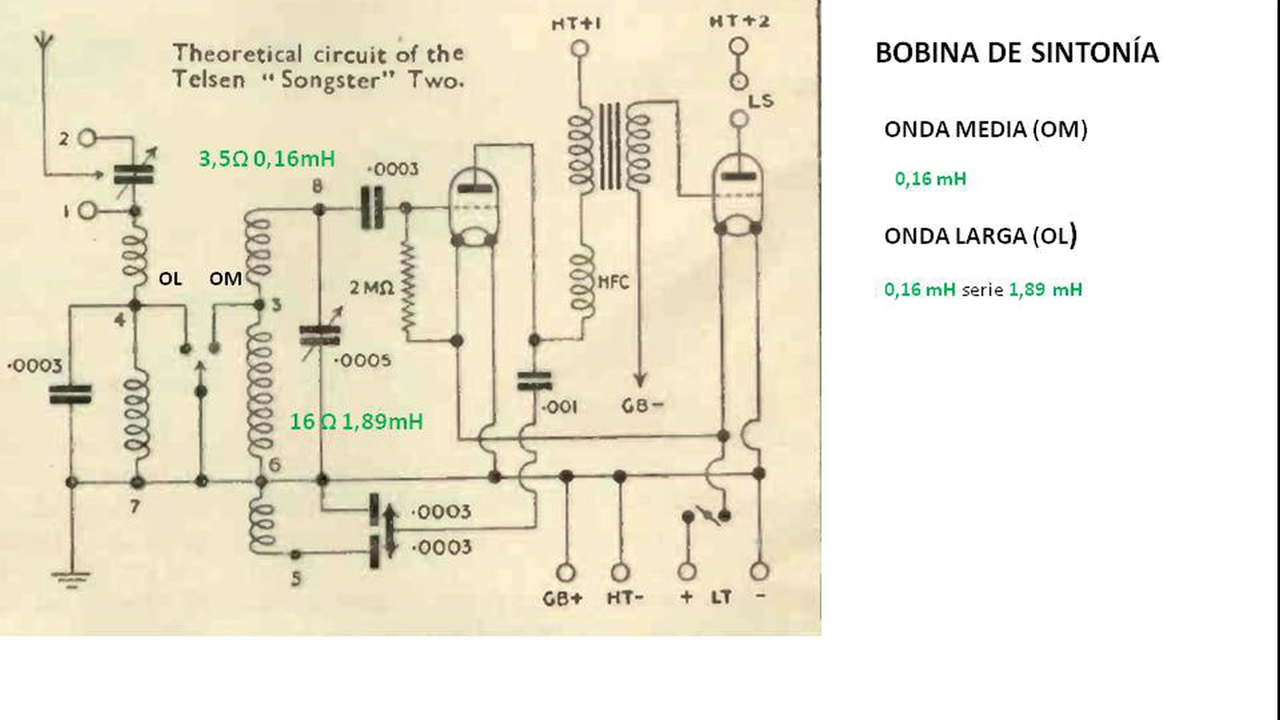 HT+1
HT+2
Theoretical circuit of the
Telsen "Songster" Two.
BOBINA DE SINTONÍA
LS
ONDA MEDIA (OM)
2
3,5Ω 0,16mH
·0003
8
0,16 mH
1
ONDA LARGA (OL)
OL OM
2 MΩ
HFC
0,16 mH serie 1,89 mH
3
4
·0003
·0005
·001
GB-
16 Ω 1,89mH
6
7
·0003
·0003
5
GB+ HT- + LT -